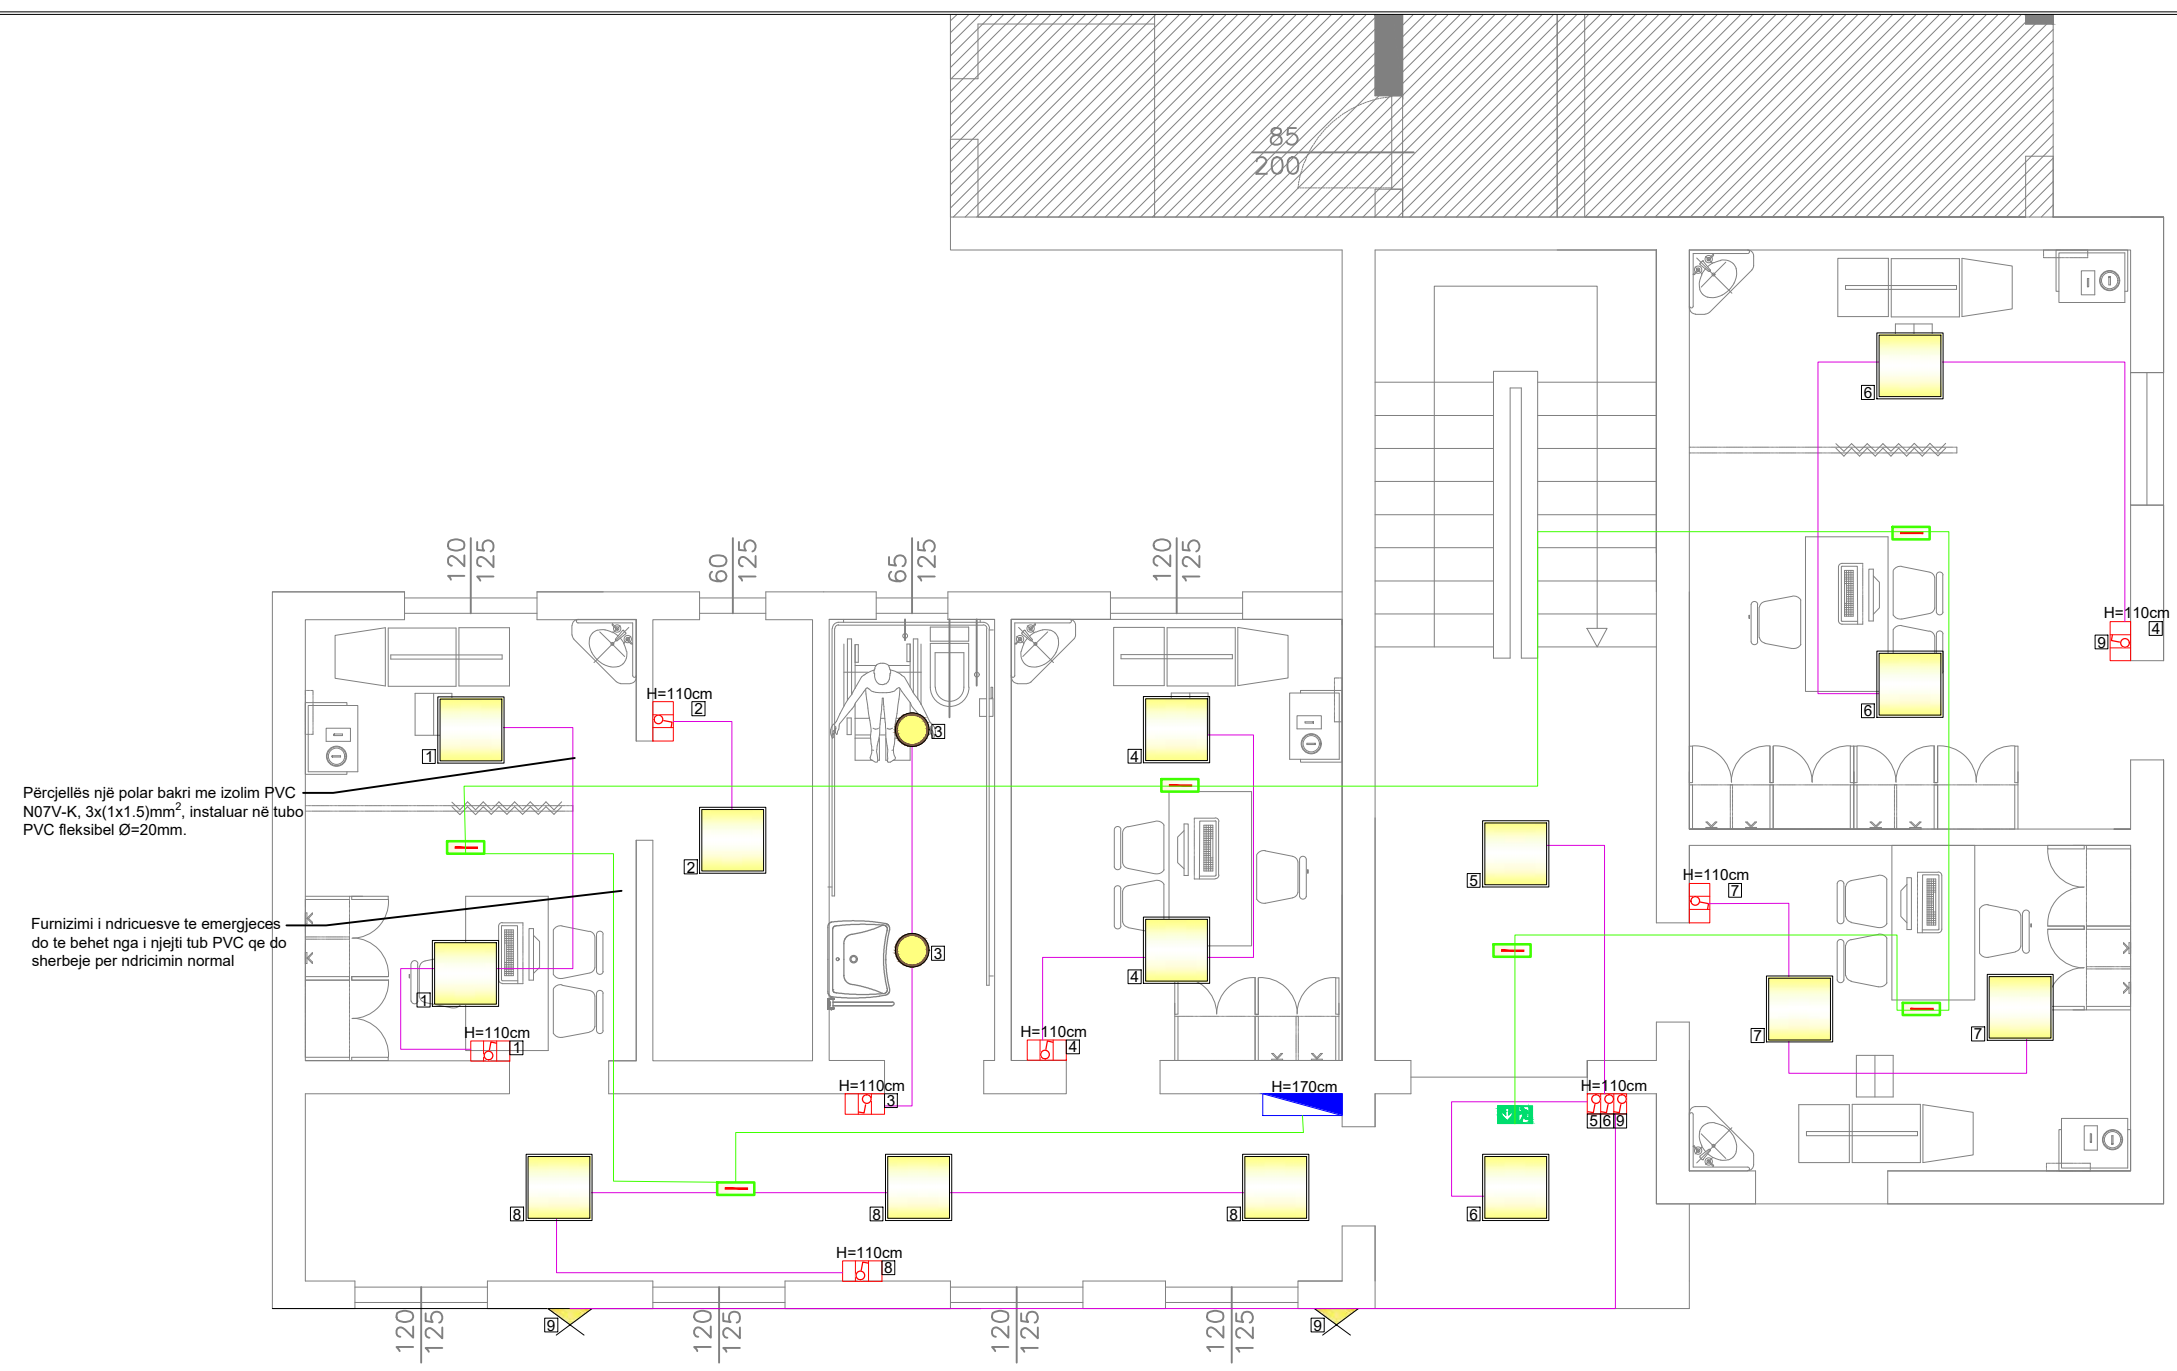 85
200
120
125
60
125
65
125
120
125
H=110cm
2
1
3
4
6
H=110cm
9
4
6
Përcjellës një polar bakri me izolim PVC
N07V-K, 3x(1x1.5)mm², instaluar në tubo
PVC fleksibel Ø=20mm.
2
5
H=110cm
7
Furnizimi i ndricuesve te emergjeces
do te behet nga i njejti tub PVC qe do
sherbeje per ndricimin normal
1
3
4
7
7
H=110cm
1
H=110cm
4
H=110cm
3
H=170cm
H=110cm
5 6 9
8
8
8
6
H=110cm
8
9
9
120
125
120
125
120
125
120
125